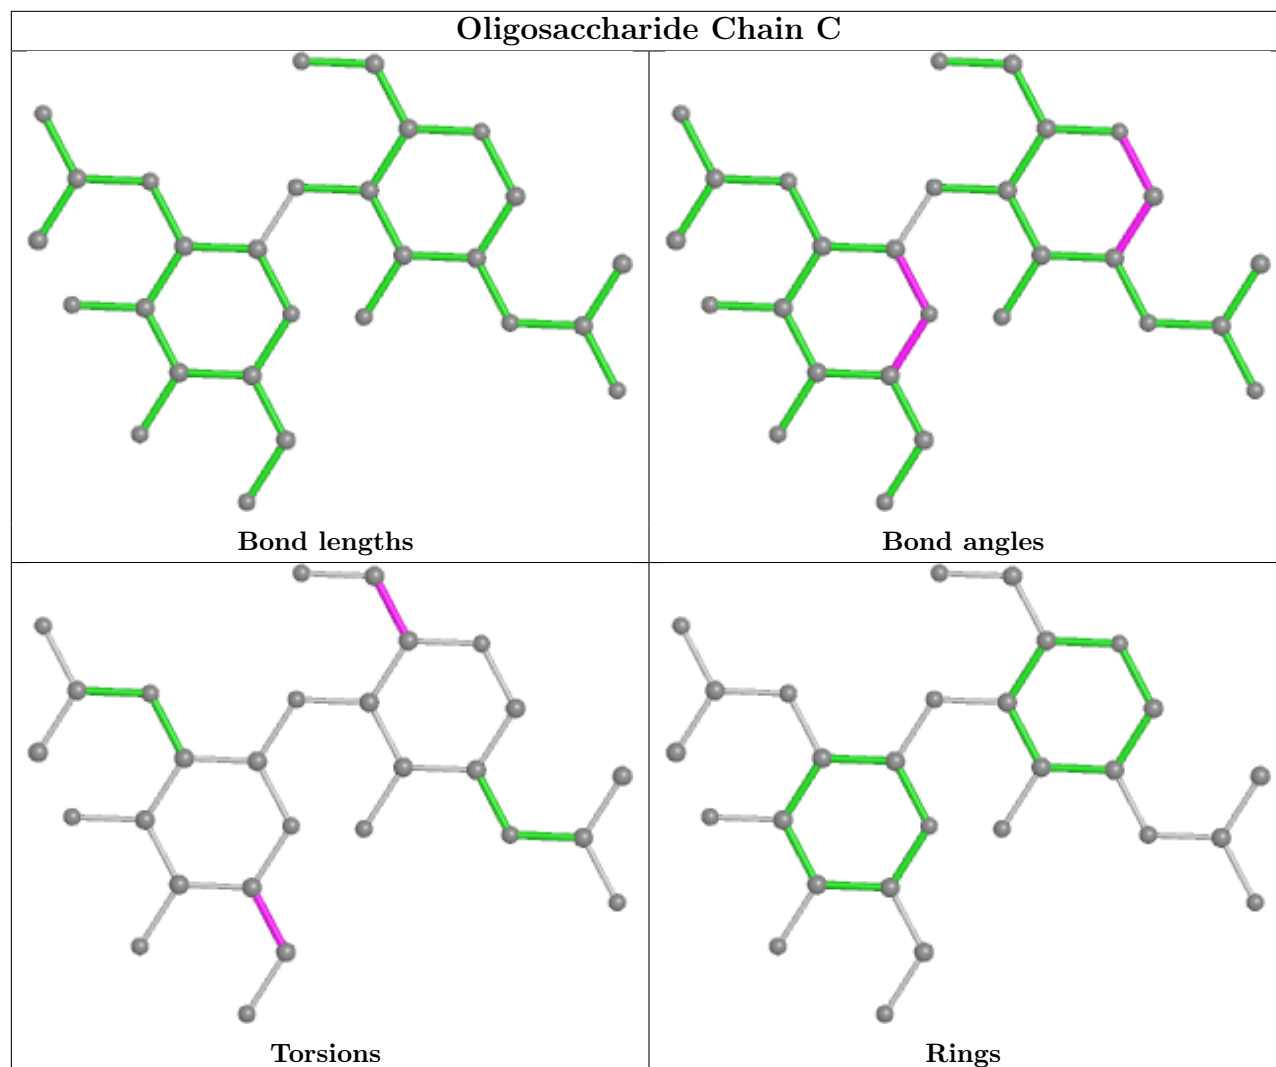 Oligosaccharide Chain C
Bond lengths
Bond angles
Torsions
Rings